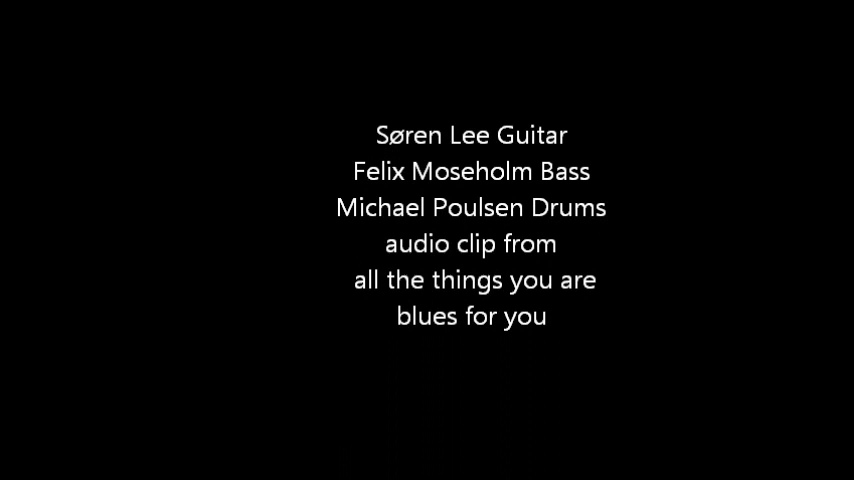 Søren Lee Guitar
Felix Moseholm Bass
Michael Poulsen Drums
audio clip from
all the things you are
blues for you